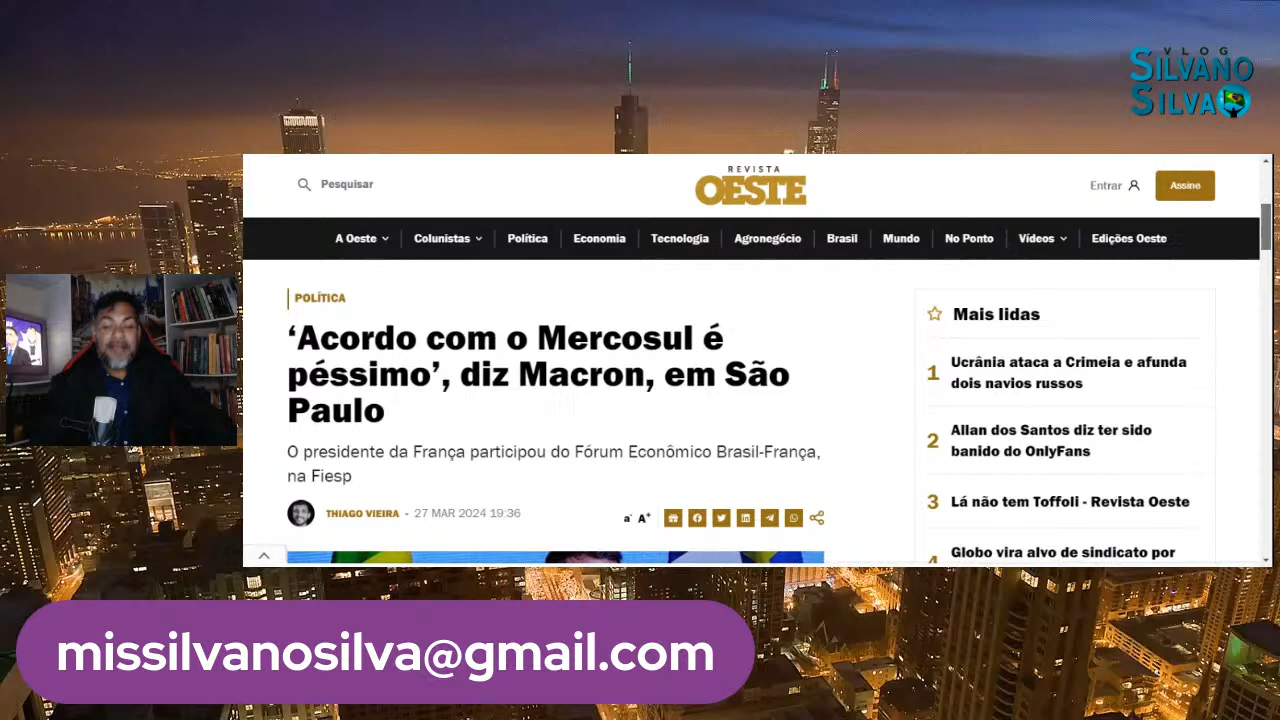 VLOG
SILVANO
SILVA
Pesquisar
REVISTA
OESTE
Entrar
Assine
A Oeste
Colunistas
Política
Economia
Tecnologia
Agronegócio
Brasil
Mundo
No Ponto
Vídeos
Edições Oeste
POLÍTICA
‘Acordo com o Mercosul é
péssimo’, diz Macron, em São
Paulo
O presidente da França participou do Fórum Econômico Brasil-França,
na Fiesp
THIAGO VIEIRA - 27 MAR 2024 19:36
a- A+
Mais lidas
1
Ucrânia ataca a Crimeia e afunda
dois navios russos
2
Allan dos Santos diz ter sido
banido do OnlyFans
3
Lá não tem Toffoli - Revista Oeste
4
Globo vira alvo de sindicato por
missilvanosilva@gmail.com